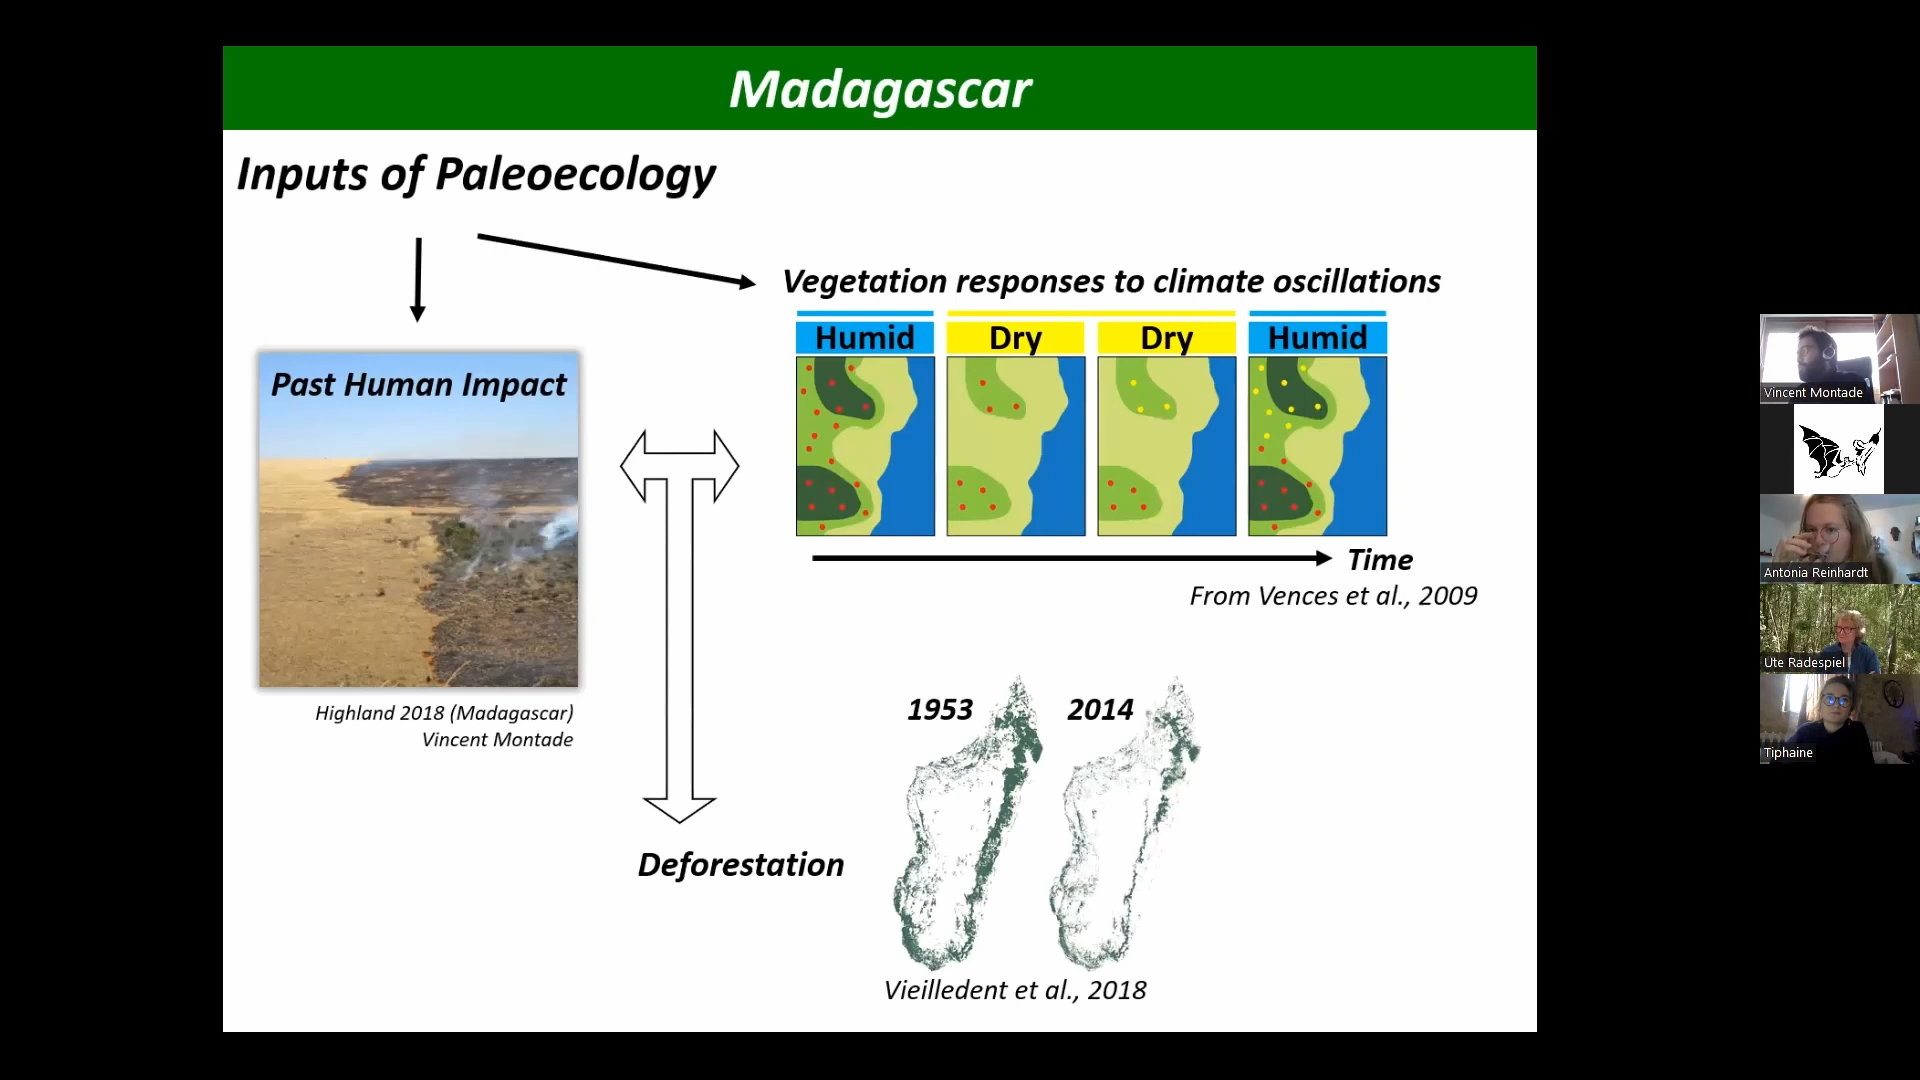 Madagascar
Inputs of Paleoecology
Vegetation responses to climate oscillations
Humid
Dry
Dry
Humid
Past Human Impact
Time
From Vences et al., 2009
Highland 2018 (Madagascar)
Vincent Montade
1953
2014
Deforestation
Vieilledent et al., 2018
Vincent Montade
Antonia Reinhardt
Ute Radespiel
Tiphaine